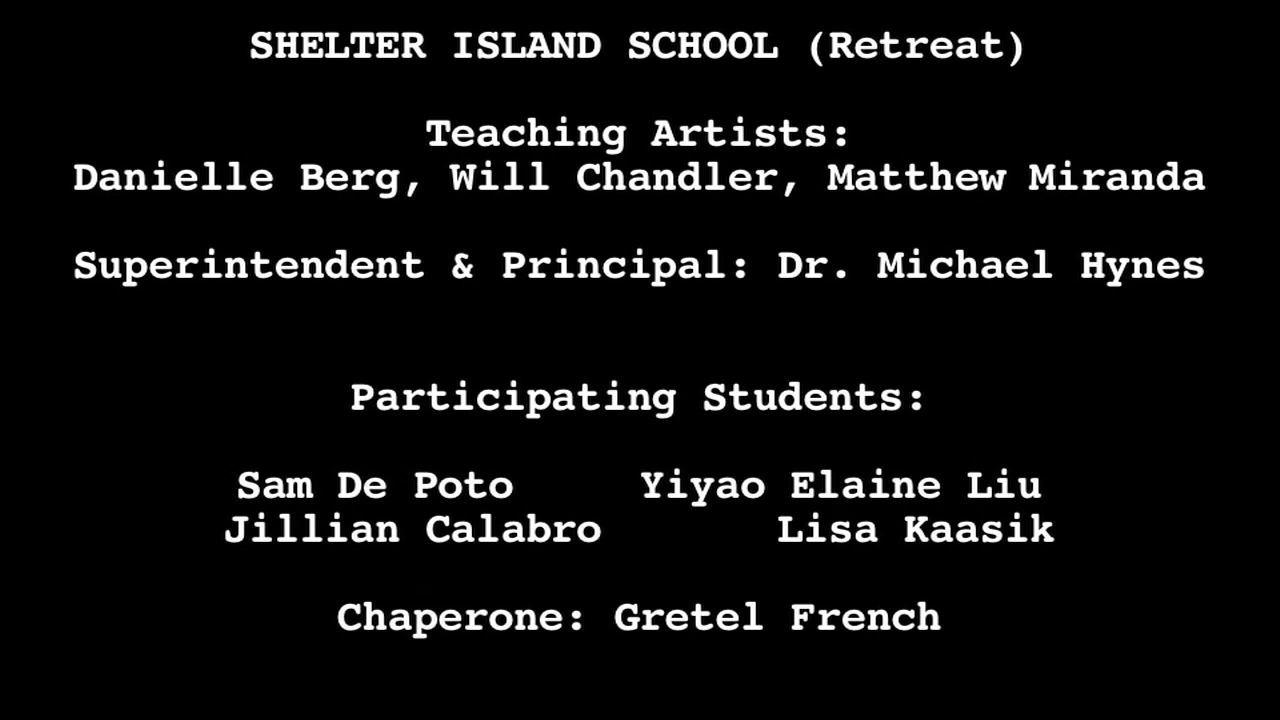 SHELTER ISLAND SCHOOL (Retreat)
Teaching Artists:
Danielle Berg, Will Chandler, Matthew Miranda
Superintendent & Principal: Dr. Michael Hynes
Participating Students:
Sam De Poto Yiyao Elaine Liu
Jillian Calabro Lisa Kaasik
Chaperone: Gretel French